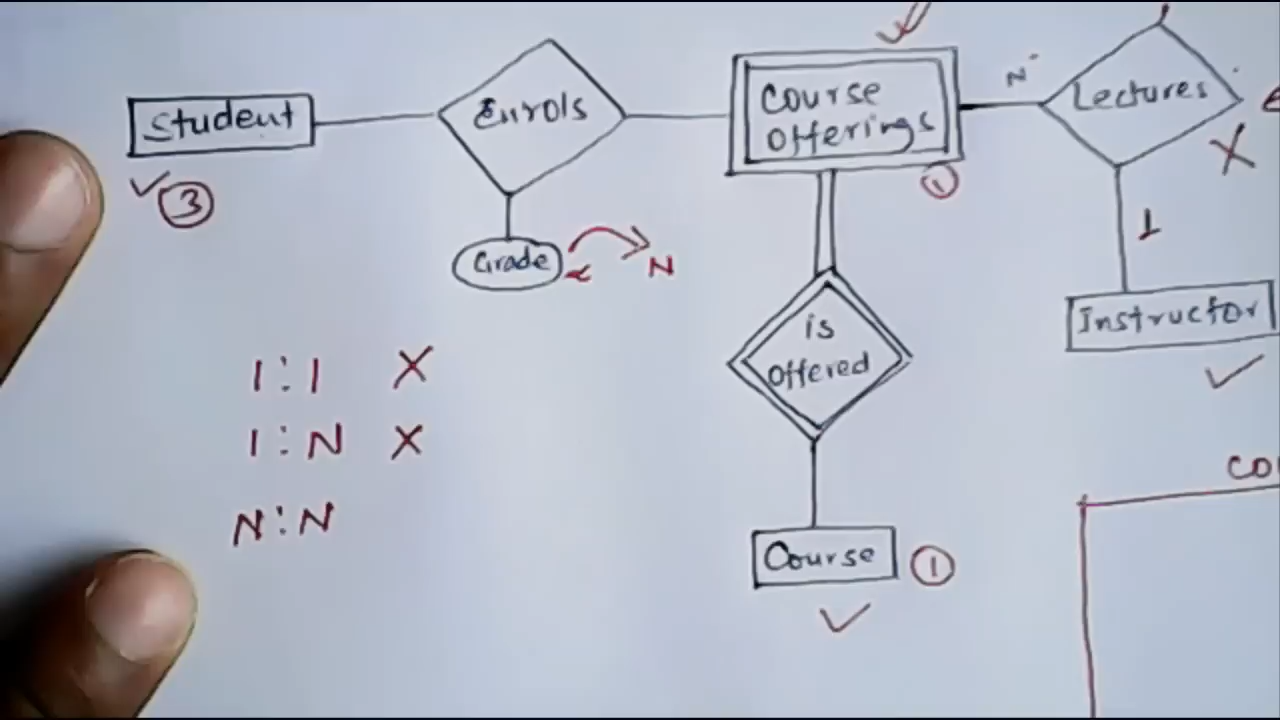 Student
Enrols
Course
Offerings
N
Lectures
X
1
3
Grade
N
1
Instructor
is
Offered
1:1 X
1:N X
N:N
Course
1